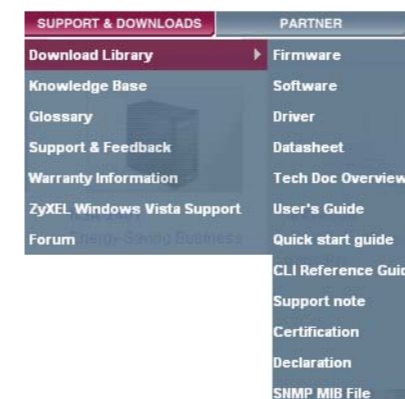 SUPPORT & DOWNLOADS
PARTNER
Download Library
Knowledge Base
Glossary
Support & Feedback
Warranty Information
ZyXEL Windows Vista Support
Forum
Firmware
Software
Driver
Datasheet
Tech Doc Overview
User's Guide
Quick start guide
CLI Reference Guid
Support note
Certification
Declaration
SNMP MIB File